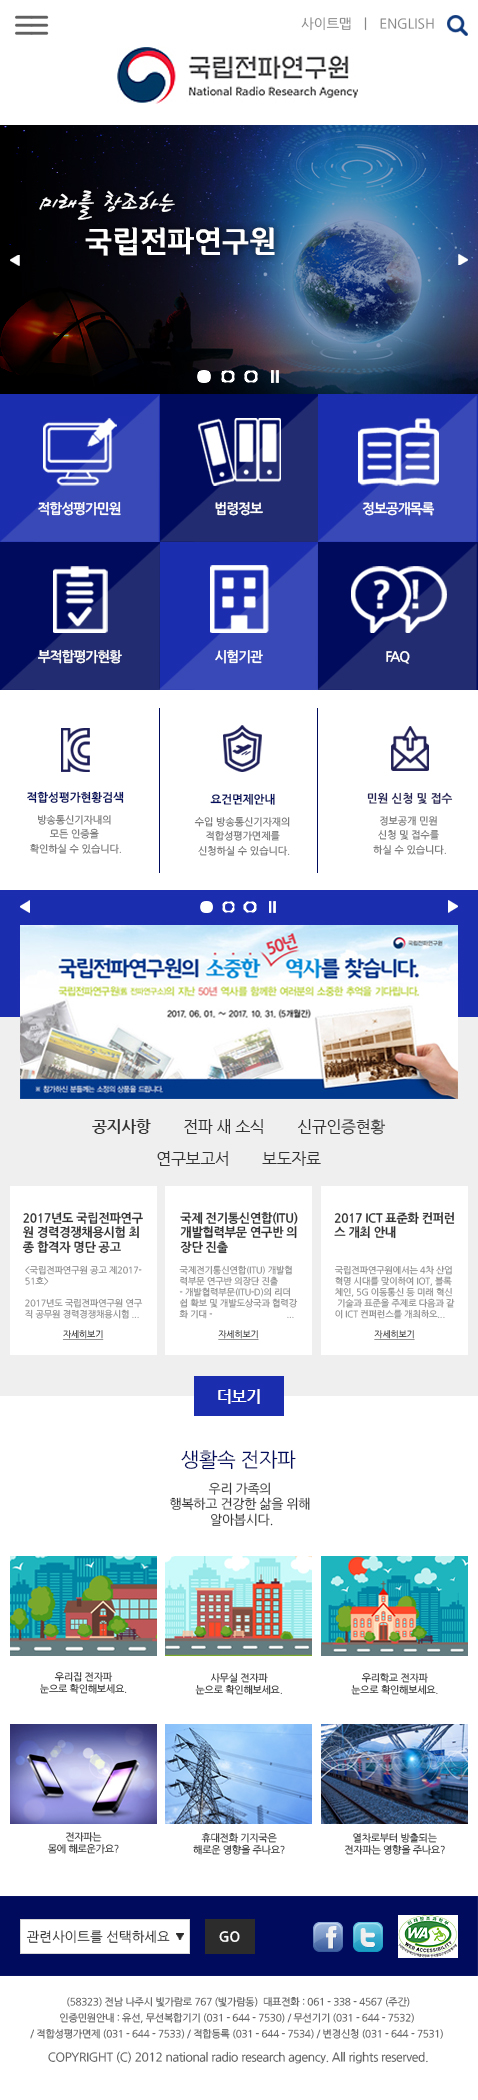 사이트맵 | ENGLISH
국립전파연구원
National Radio Research Agency
미래를 창조하는
국립전파연구원
적합성평가민원
법령정보
정보공개목록
부적합평가현황
시험기관
FAQ
적합성평가현황검색
방송통신기자재의
모든 인증을
확인하실 수 있습니다.
요건면제안내
수입 방송통신기자재의
적합성평가면제를
신청하실 수 있습니다.
민원 신청 및 접수
정보공개 민원
신청 및 접수를
하실 수 있습니다.
국립전파연구원
50년
국립전파연구원의 소중한 역사를 찾습니다.
국립전파연구원(舊 전파연구소)의 지난 50년 역사를 함께한 여러분의 소중한 추억을 기다립니다.
2017. 06. 01. ~ 2017. 10. 31. (5개월간)
※ 참가하신 분들께는 소정의 상품을 드립니다.
공지사항 전파 새 소식 신규인증현황
연구보고서 보도자료
2017년도 국립전파연구
원 경력경쟁채용시험 최
종 합격자 명단 공고
<국립전파연구원 공고 제2017-
51호>
2017년도 국립전파연구원 연구
직 공무원 경력경쟁채용시험 ...
자세히보기
국제 전기통신연합(ITU)
개발협력부문 연구반 의
장단 진출
국제전기통신연합(ITU) 개발협
력부문 연구반 의장단 진출
- 개발협력부문(ITU-D)의 리더
쉽 확보 및 개발도상국과 협력강
화 기대 - ...
자세히보기
2017 ICT 표준화 컨퍼런
스 개최 안내
국립전파연구원에서는 4차 산업
혁명 시대를 맞이하여 IOT, 블록
체인, 5G 이동통신 등 미래 혁신
기술과 표준을 주제로 다음과 같
이 ICT 컨퍼런스를 개최하오...
자세히보기
더보기
생활속 전자파
우리 가족의
행복하고 건강한 삶을 위해
알아봅시다.
우리집 전자파
눈으로 확인해보세요.
사무실 전자파
눈으로 확인해보세요.
우리학교 전자파
눈으로 확인해보세요.
전자파는
몸에 해로운가요?
휴대전화 기지국은
해로운 영향을 주나요?
열차로부터 방출되는
전자파는 영향을 주나요?
관련사이트를 선택하세요 ▼
GO
WA
WEB ACCESSIBILITY
(58323) 전남 나주시 빛가람로 767 (빛가람동) 대표전화 : 061 - 338 - 4567 (주간)
인증민원안내 : 유선, 무선복합기기 (031 - 644 - 7530) / 무선기기 (031 - 644 - 7532)
/ 적합성평가면제 (031 - 644 - 7533) / 적합등록 (031 - 644 - 7534) / 변경신청 (031 - 644 - 7531)
COPYRIGHT (C) 2012 national radio research agency. All rights reserved.